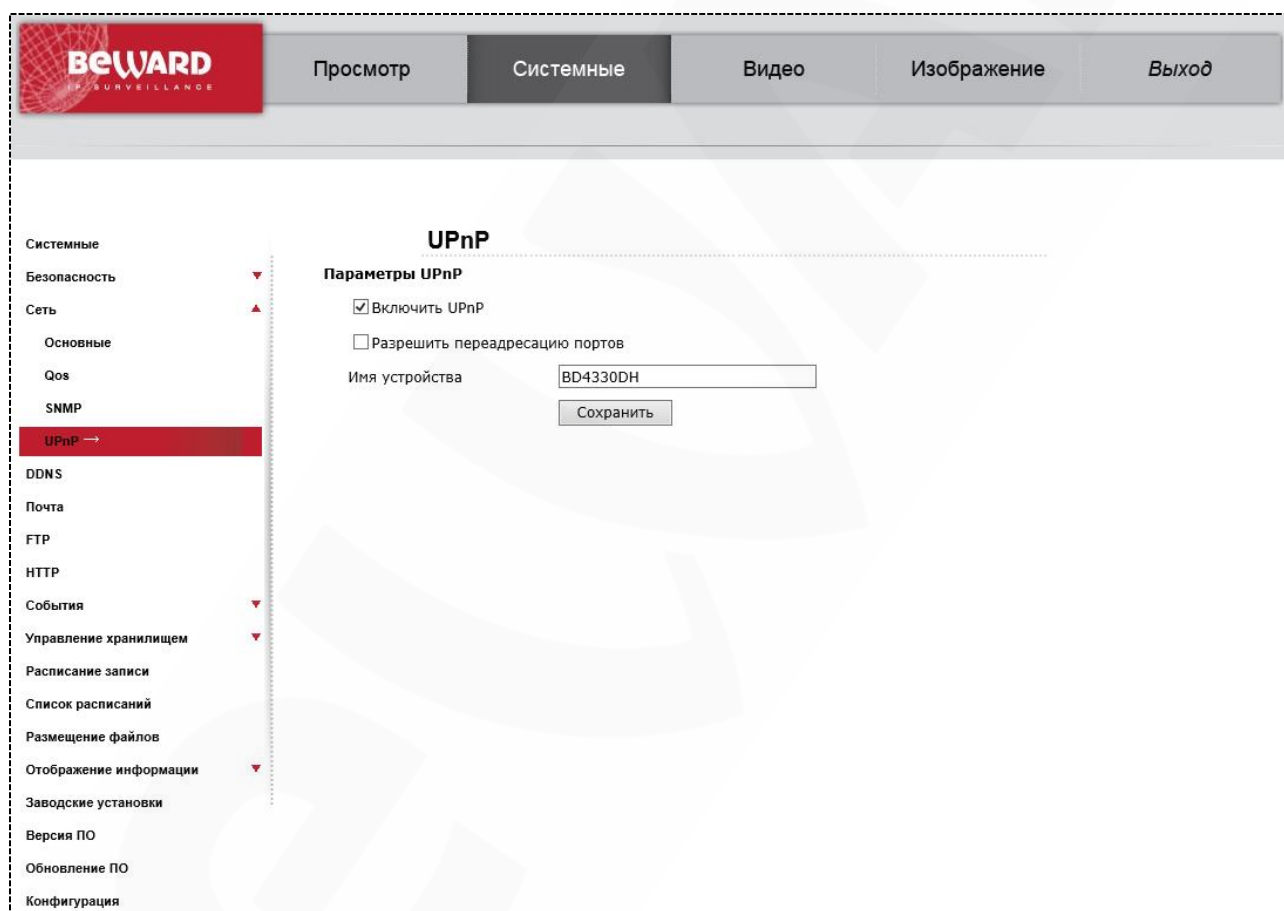 BEWARD
IP SURVEILLANCE
Просмотр
Системные
Видео
Изображение
Выход
Системные
Безопасность
Сеть
Основные
Qos
SNMP
UPnP →
DDNS
Почта
FTP
HTTP
События
Управление хранилищем
Расписание записи
Список расписаний
Размещение файлов
Отображение информации
Заводские установки
Версия ПО
Обновление ПО
Конфигурация
UPnP
Параметры UPnP
Включить UPnP
Разрешить переадресацию портов
Имя устройства BD4330DH
Сохранить